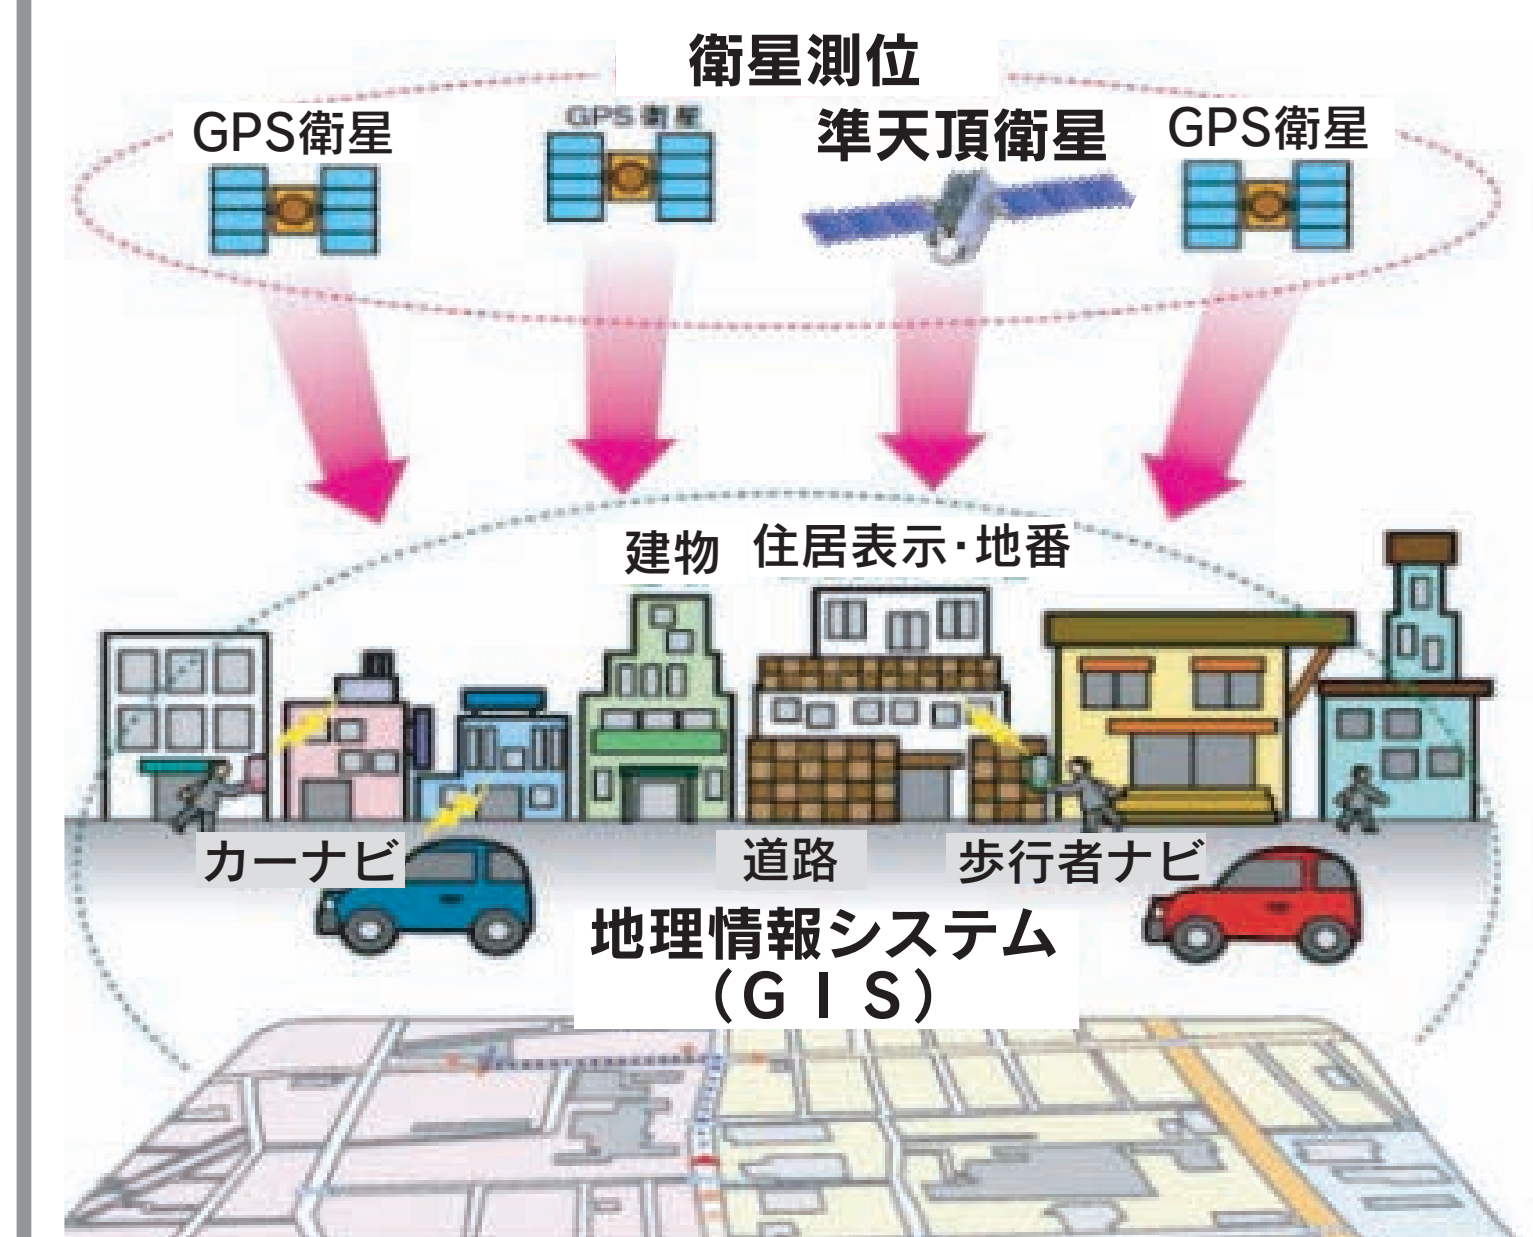 衛星測位
GPS衛星
GPS衛星
準天頂衛星
GPS衛星
建物
住居表示・地番
カーナビ
道路
歩行者ナビ
地理情報システム
（ＧＩＳ）